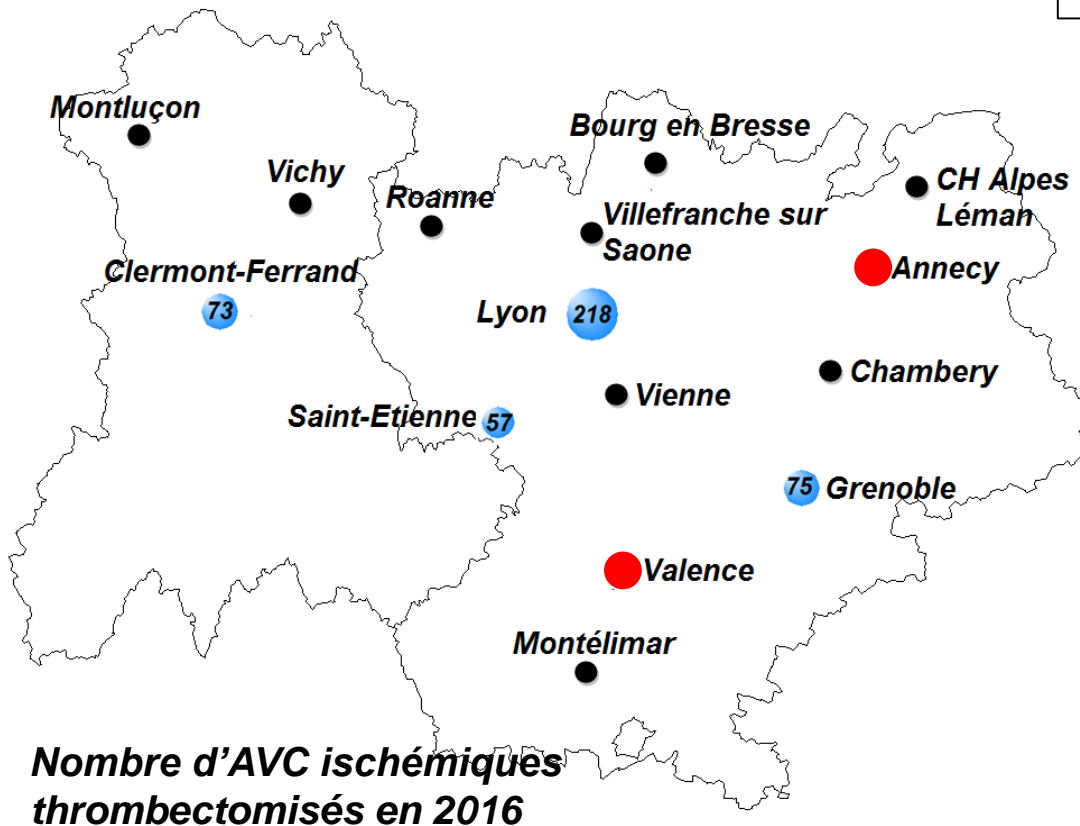 Montluçon
Bourg en Bresse
Vichy
CH Alpes
Léman
Roanne
Villefranche sur
Saone
Clermont-Ferrand
Annecy
73
Lyon
218
Chambery
Vienne
Saint-Etienne
57
75
Grenoble
Valence
Montélimar
Nombre d’AVC ischémiques
thrombectomisés en 2016